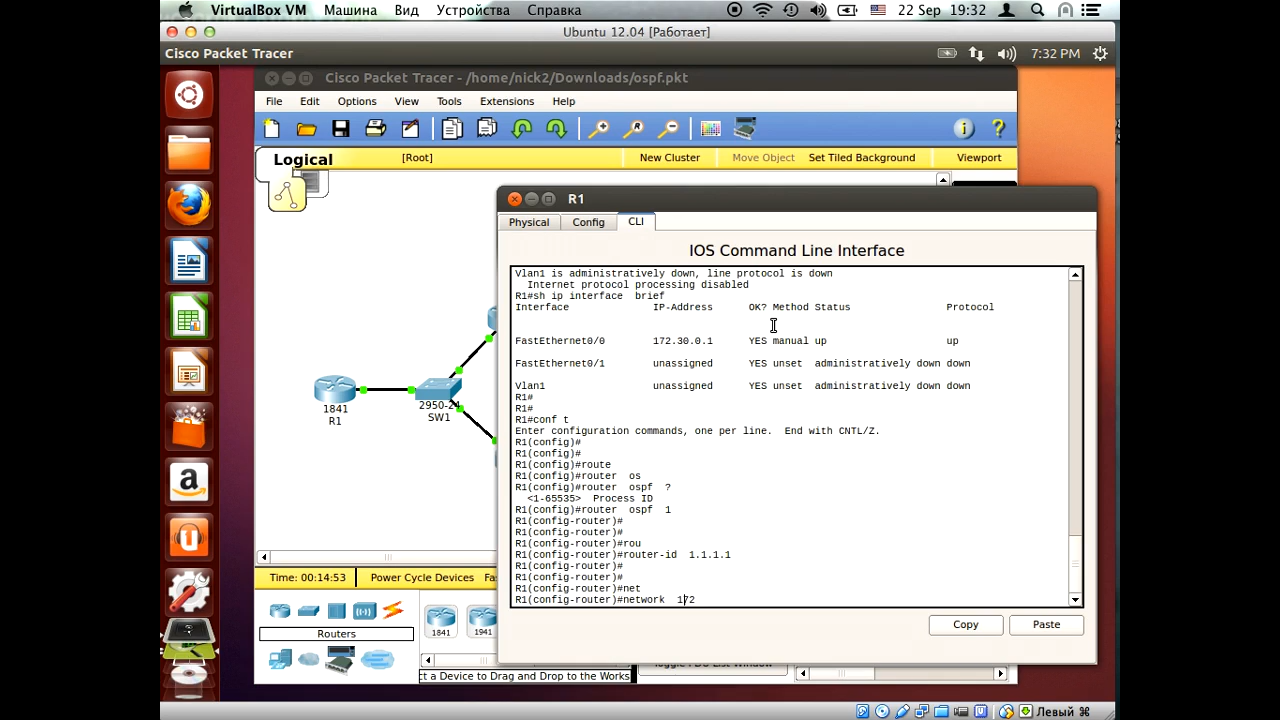 VirtualBox VM Машина Вид Устройства Справка 22 Sep 19:32
Ubuntu 12.04 [Работает]
Cisco Packet Tracer 7:32 PM
Cisco Packet Tracer - /home/nick2/Downloads/ospf.pkt
File Edit Options View Tools Extensions Help
Logical [Root] New Cluster Move Object Set Tiled Background Viewport
R1
Physical Config CLI
IOS Command Line Interface
Vlan1 is administratively down, line protocol is down
Internet protocol processing disabled
R1#sh ip interface brief
Interface IP-Address OK? Method Status Protocol
FastEthernet0/0 172.30.0.1 YES manual up up
FastEthernet0/1 unassigned YES unset administratively down down
Vlan1 unassigned YES unset administratively down down
R1#
R1#
R1#conf t
Enter configuration commands, one per line. End with CNTL/Z.
R1(config)#
R1(config)#
R1(config)#route
R1(config)#router os
R1(config)#router ospf ?
<1-65535> Process ID
R1(config)#router ospf 1
R1(config-router)#
R1(config-router)#
R1(config-router)#rou
R1(config-router)#router-id 1.1.1.1
R1(config-router)#
R1(config-router)#
R1(config-router)#net
R1(config-router)#network 172
Copy Paste
1841
R1
2950-24
SW1
Time: 00:14:53 Power Cycle Devices
Routers
1841 1941
ct a Device to Drag and Drop to the Works
Левый ⌘